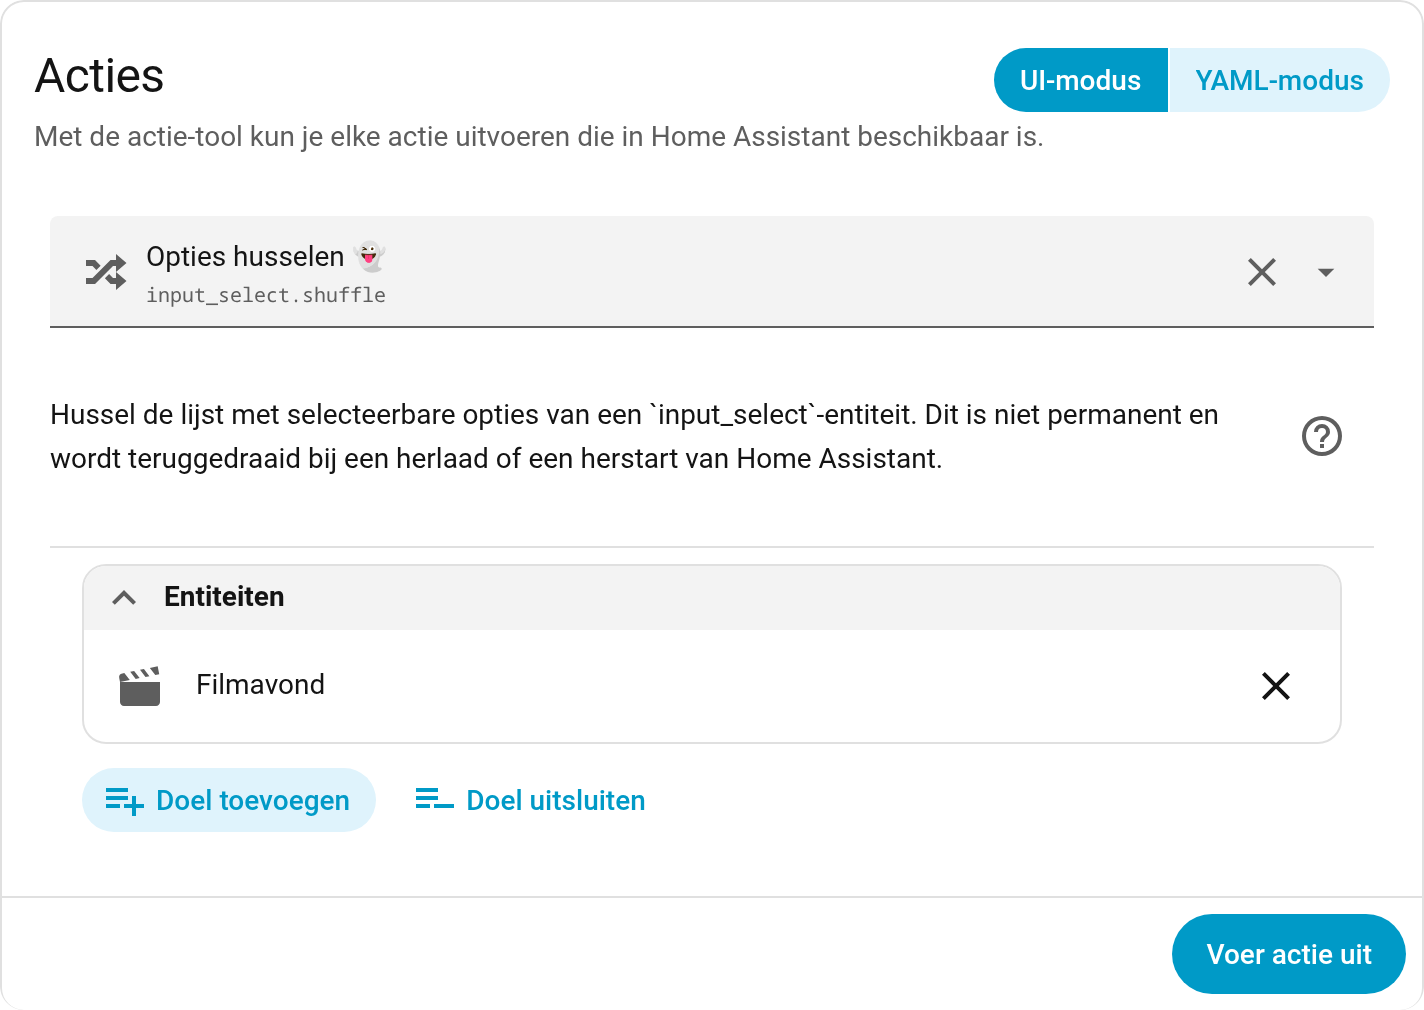 Acties
UI-modus
YAML-modus
Met de actie-tool kun je elke actie uitvoeren die in Home Assistant beschikbaar is.
Opties husselen 👻
input_select.shuffle
Hussel de lijst met selecteerbare opties van een `input_select`-entiteit. Dit is niet permanent en
wordt teruggedraaid bij een herlaad of een herstart van Home Assistant.
Entiteiten
Filmavond
Doel toevoegen
Doel uitsluiten
Voer actie uit